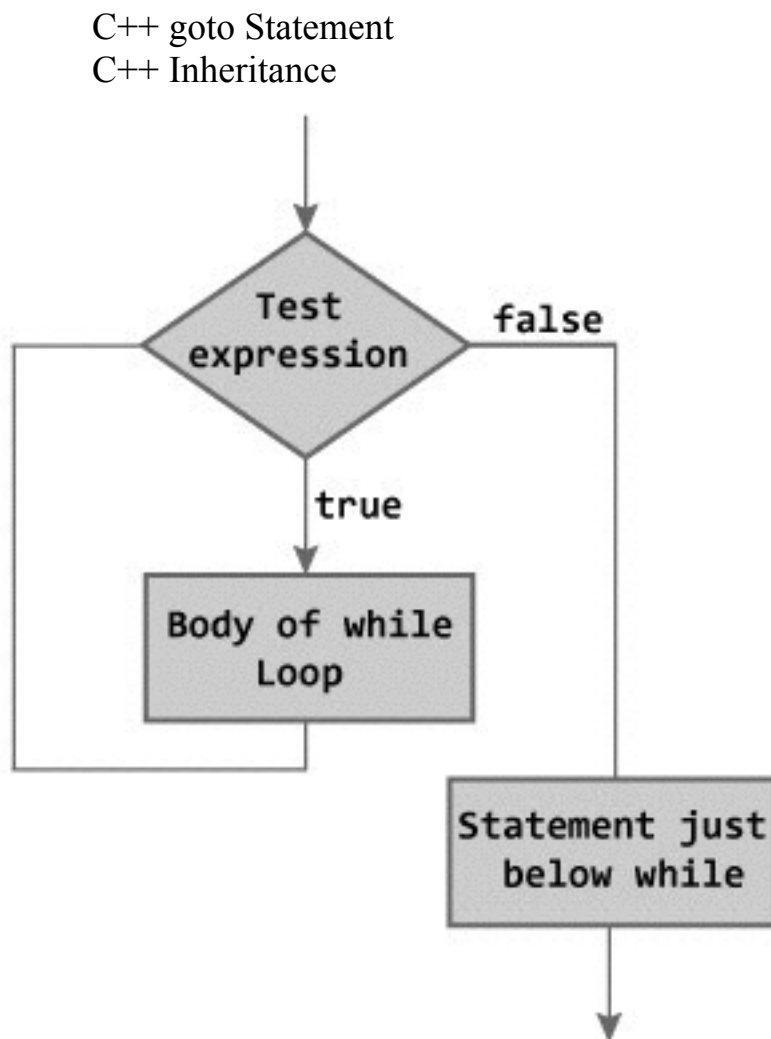 C++ goto Statement
C++ Inheritance
Test
expression
false
true
Body of while
Loop
Statement just
below while